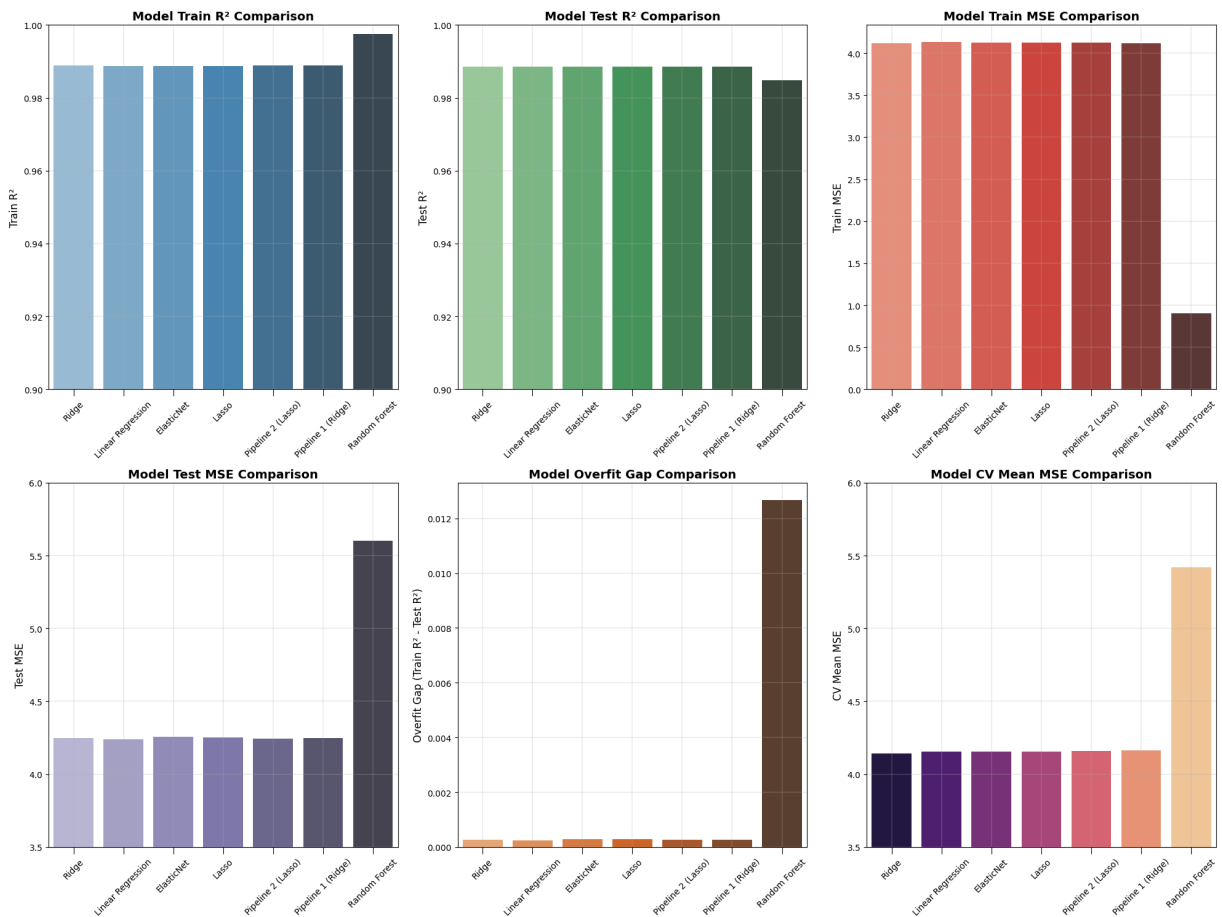 Model Train R² Comparison
Train R²
1.00
0.98
0.96
0.94
0.92
0.90
Ridge
Linear Regression
ElasticNet
Lasso
Pipeline 2 (Lasso)
Pipeline 1 (Ridge)
Random Forest
Model Test R² Comparison
Test R²
1.00
0.98
0.96
0.94
0.92
0.90
Ridge
Linear Regression
ElasticNet
Lasso
Pipeline 2 (Lasso)
Pipeline 1 (Ridge)
Random Forest
Model Train MSE Comparison
Train MSE
4.0
3.5
3.0
2.5
2.0
1.5
1.0
0.5
0.0
Ridge
Linear Regression
ElasticNet
Lasso
Pipeline 2 (Lasso)
Pipeline 1 (Ridge)
Random Forest
Model Test MSE Comparison
Test MSE
6.0
5.5
5.0
4.5
4.0
3.5
Ridge
Linear Regression
ElasticNet
Lasso
Pipeline 2 (Lasso)
Pipeline 1 (Ridge)
Random Forest
Model Overfit Gap Comparison
Overfit Gap (Train R² - Test R²)
0.012
0.010
0.008
0.006
0.004
0.002
0.000
Ridge
Linear Regression
ElasticNet
Lasso
Pipeline 2 (Lasso)
Pipeline 1 (Ridge)
Random Forest
Model CV Mean MSE Comparison
CV Mean MSE
6.0
5.5
5.0
4.5
4.0
3.5
Ridge
Linear Regression
ElasticNet
Lasso
Pipeline 2 (Lasso)
Pipeline 1 (Ridge)
Random Forest